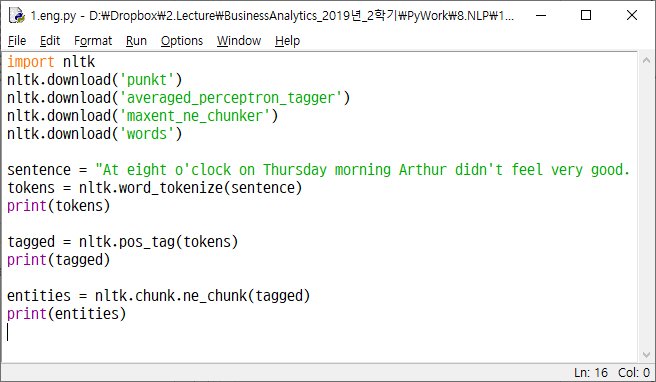 1.eng.py - D:₩Dropbox₩2.Lecture₩BusinessAnalytics_2019년_2학기₩PyWork₩8.NLP₩1...
File Edit Format Run Options Window Help
import nltk
nltk.download('punkt')
nltk.download('averaged_perceptron_tagger')
nltk.download('maxent_ne_chunker')
nltk.download('words')
sentence = "At eight o'clock on Thursday morning Arthur didn't feel very good.
tokens = nltk.word_tokenize(sentence)
print(tokens)
tagged = nltk.pos_tag(tokens)
print(tagged)
entities = nltk.chunk.ne_chunk(tagged)
print(entities)
Ln: 16 Col: 0